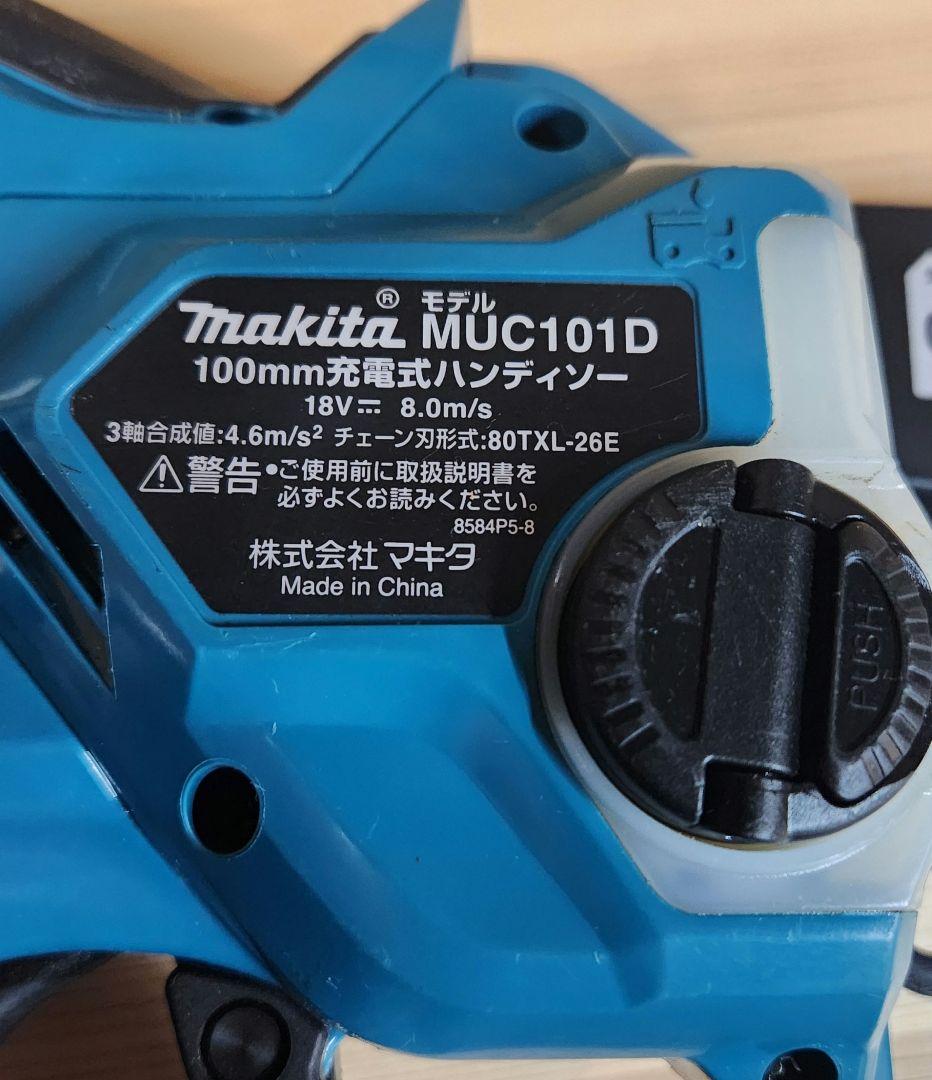 makita® モデル MUC101D
100mm充電式ハンディソー
18V⎓ 8.0m/s
3軸合成値:4.6m/s² チェーン刃形式:80TXL-26E
⚠警告•ご使用前に取扱説明書を
必ずよくお読みください。
8584P5-8
株式会社 マキタ
Made in China
PUSH